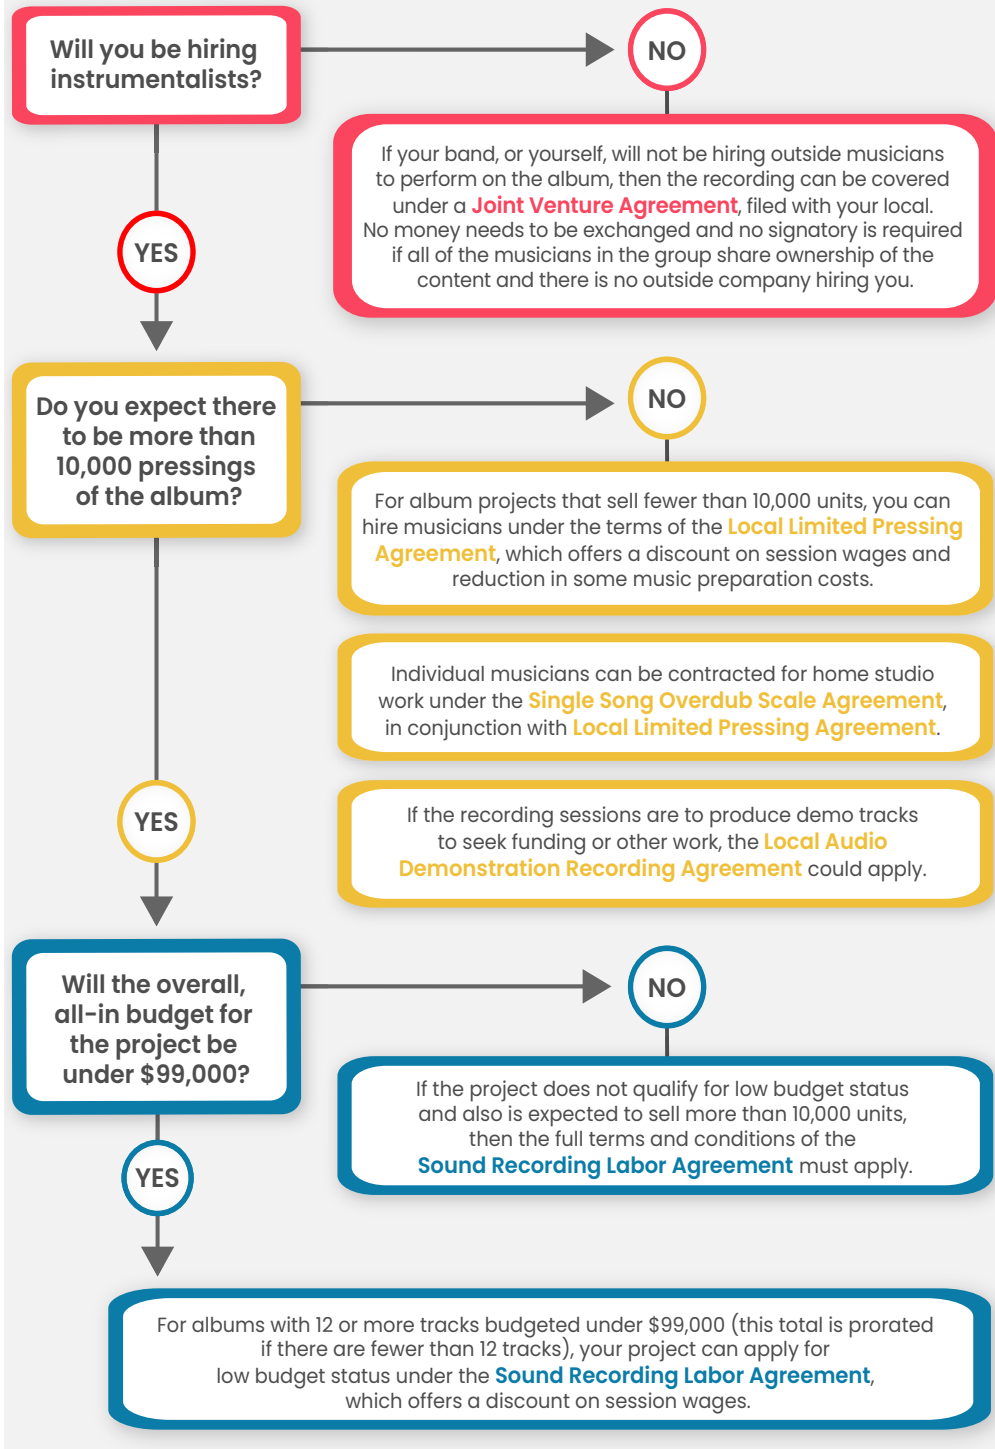 Will you be hiring
instrumentalists?
NO
If your band, or yourself, will not be hiring outside musicians
to perform on the album, then the recording can be covered
under a Joint Venture Agreement, filed with your local.
No money needs to be exchanged and no signatory is required
if all of the musicians in the group share ownership of the
content and there is no outside company hiring you.
YES
Do you expect there
to be more than
10,000 pressings
of the album?
NO
For album projects that sell fewer than 10,000 units, you can
hire musicians under the terms of the Local Limited Pressing
Agreement, which offers a discount on session wages and
reduction in some music preparation costs.
Individual musicians can be contracted for home studio
work under the Single Song Overdub Scale Agreement,
in conjunction with Local Limited Pressing Agreement.
If the recording sessions are to produce demo tracks
to seek funding or other work, the Local Audio
Demonstration Recording Agreement could apply.
YES
Will the overall,
all-in budget for
the project be
under $99,000?
NO
If the project does not qualify for low budget status
and also is expected to sell more than 10,000 units,
then the full terms and conditions of the
Sound Recording Labor Agreement must apply.
YES
For albums with 12 or more tracks budgeted under $99,000 (this total is prorated
if there are fewer than 12 tracks), your project can apply for
low budget status under the Sound Recording Labor Agreement,
which offers a discount on session wages.